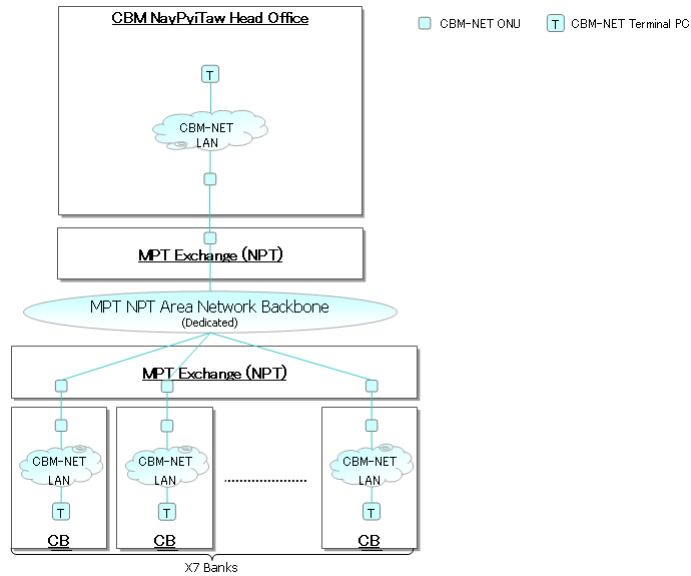 CBM NayPyiTaw Head Office
CBM-NET ONU
T CBM-NET Terminal PC
T
CBM-NET
LAN
MPT Exchange (NPT)
MPT NPT Area Network Backbone
(Dedicated)
MPT Exchange (NPT)
CBM-NET CBM-NET CBM-NET
LAN LAN LAN
T T T
CB CB CB
X7 Banks